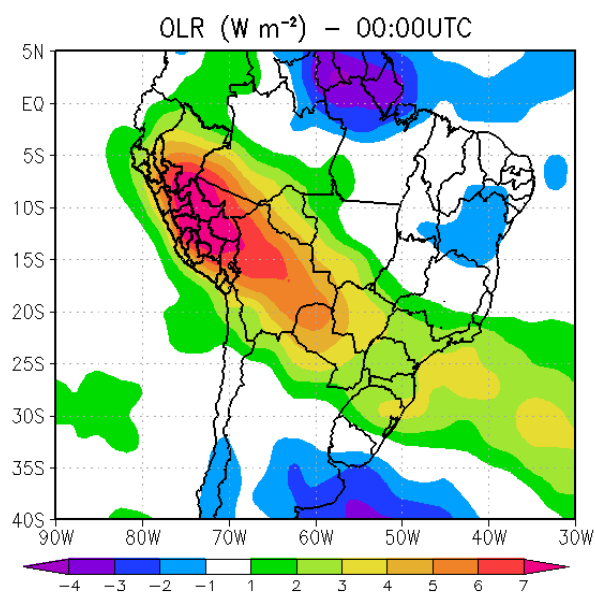 OLR (W m⁻²) – 00:00UTC
5N
EQ
5S
10S
15S
20S
25S
30S
35S
40S
90W 80W 70W 60W 50W 40W 30W
−4 −3 −2 −1 1 2 3 4 5 6 7